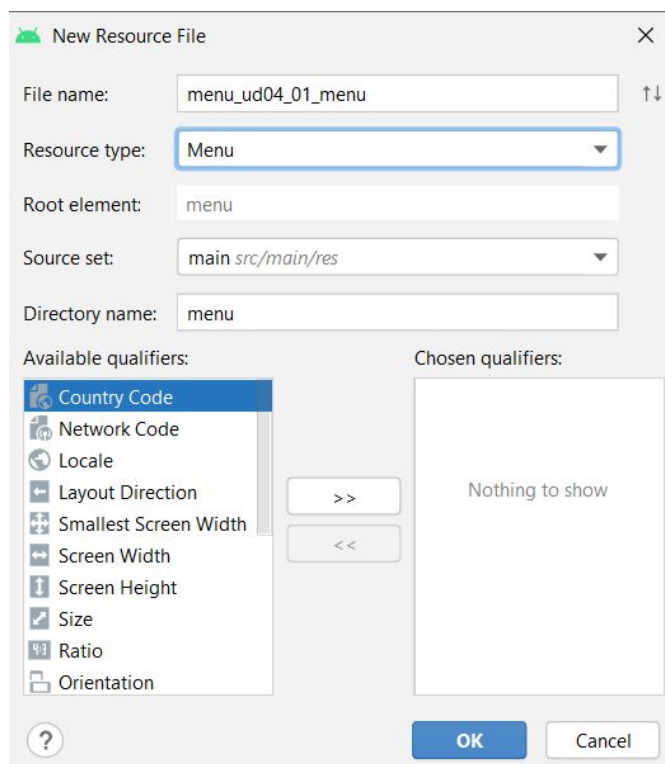 New Resource File
File name: menu_ud04_01_menu
Resource type: Menu
Root element: menu
Source set: main src/main/res
Directory name: menu
Available qualifiers: Chosen qualifiers:
Country Code
Network Code
Locale
Layout Direction
Smallest Screen Width
Screen Width
Screen Height
Size
Ratio
Orientation
>>
<<
Nothing to show
? OK Cancel